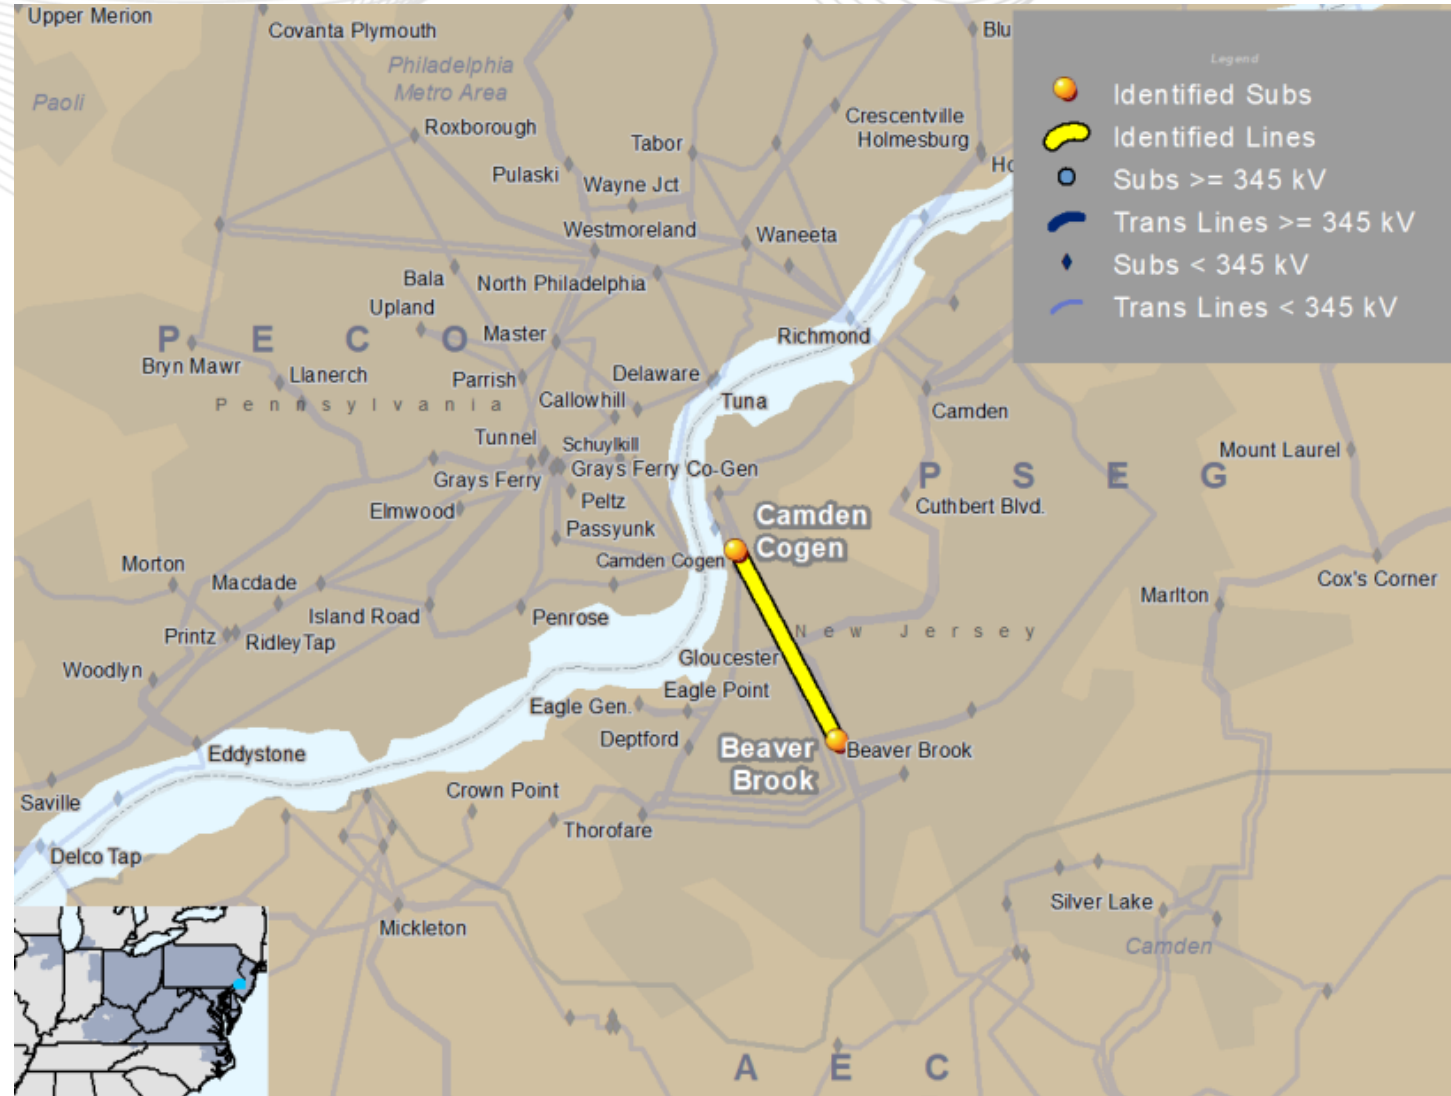 Upper Merion
Covanta Plymouth
Blu
Philadelphia
Metro Area
Paoli
Crescentville
Holmesburg
Roxborough
Tabor
Ho
Pulaski
Wayne Jct
Westmoreland
Waneeta
Bala
North Philadelphia
Upland
P E C O
Master
Richmond
Bryn Mawr
Llanerch
Parrish
Delaware
Pennsylvania
Callowhill
Tuna
Camden
Tunnel
Schuylkill
Mount Laurel
Grays Ferry
Grays Ferry Co-Gen
P S E G
Peltz
Cuthbert Blvd.
Elmwood
Passyunk
Camden
Cogen
Camden Cogen
Morton
Macdade
Cox's Corner
Marlton
Island Road
Penrose
Printz
Ridley Tap
New Jersey
Woodlyn
Gloucester
Eagle Point
Eagle Gen.
Deptford
Beaver
Brook
Beaver Brook
Eddystone
Saville
Crown Point
Thorofare
Delco Tap
Mickleton
Silver Lake
Camden
A E C
Legend
Identified Subs
Identified Lines
Subs >= 345 kV
Trans Lines >= 345 kV
Subs < 345 kV
Trans Lines < 345 kV